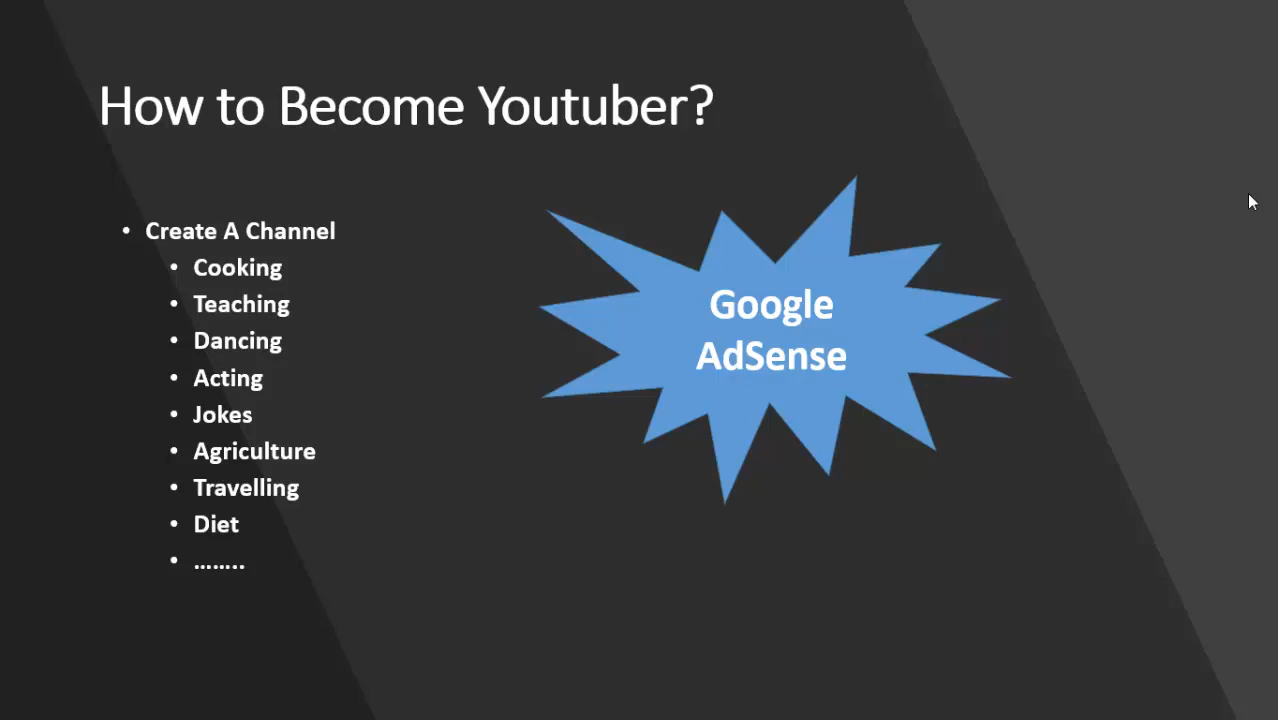 How to Become Youtuber?
• Create A Channel
• Cooking
• Teaching
• Dancing
• Acting
• Jokes
• Agriculture
• Travelling
• Diet
• ........
Google
AdSense